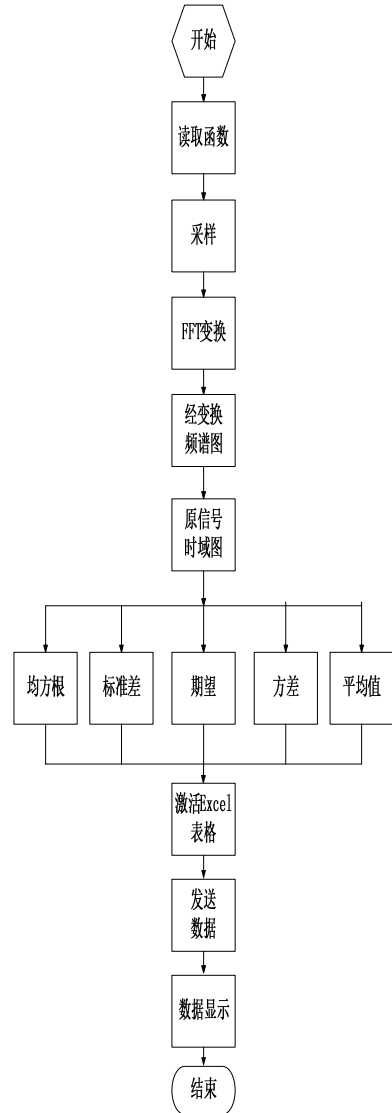 开始
读取函数
采样
FFT变换
经变换
频谱图
原信号
时域图
均方根
标准差
期望
方差
平均值
激活Excel
表格
发送
数据
数据显示
结束